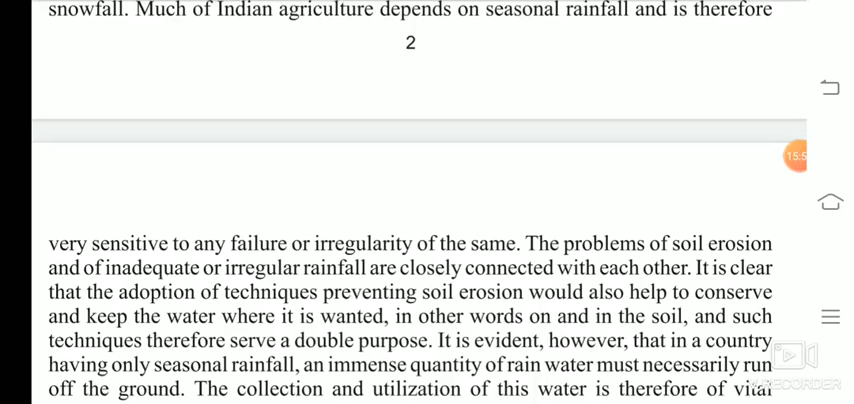 snowfall. Much of Indian agriculture depends on seasonal rainfall and is therefore
2
15:5
very sensitive to any failure or irregularity of the same. The problems of soil erosion
and of inadequate or irregular rainfall are closely connected with each other. It is clear
that the adoption of techniques preventing soil erosion would also help to conserve
and keep the water where it is wanted, in other words on and in the soil, and such
techniques therefore serve a double purpose. It is evident, however, that in a country
having only seasonal rainfall, an immense quantity of rain water must necessarily run
off the ground. The collection and utilization of this water is therefore of vital
RECORDER